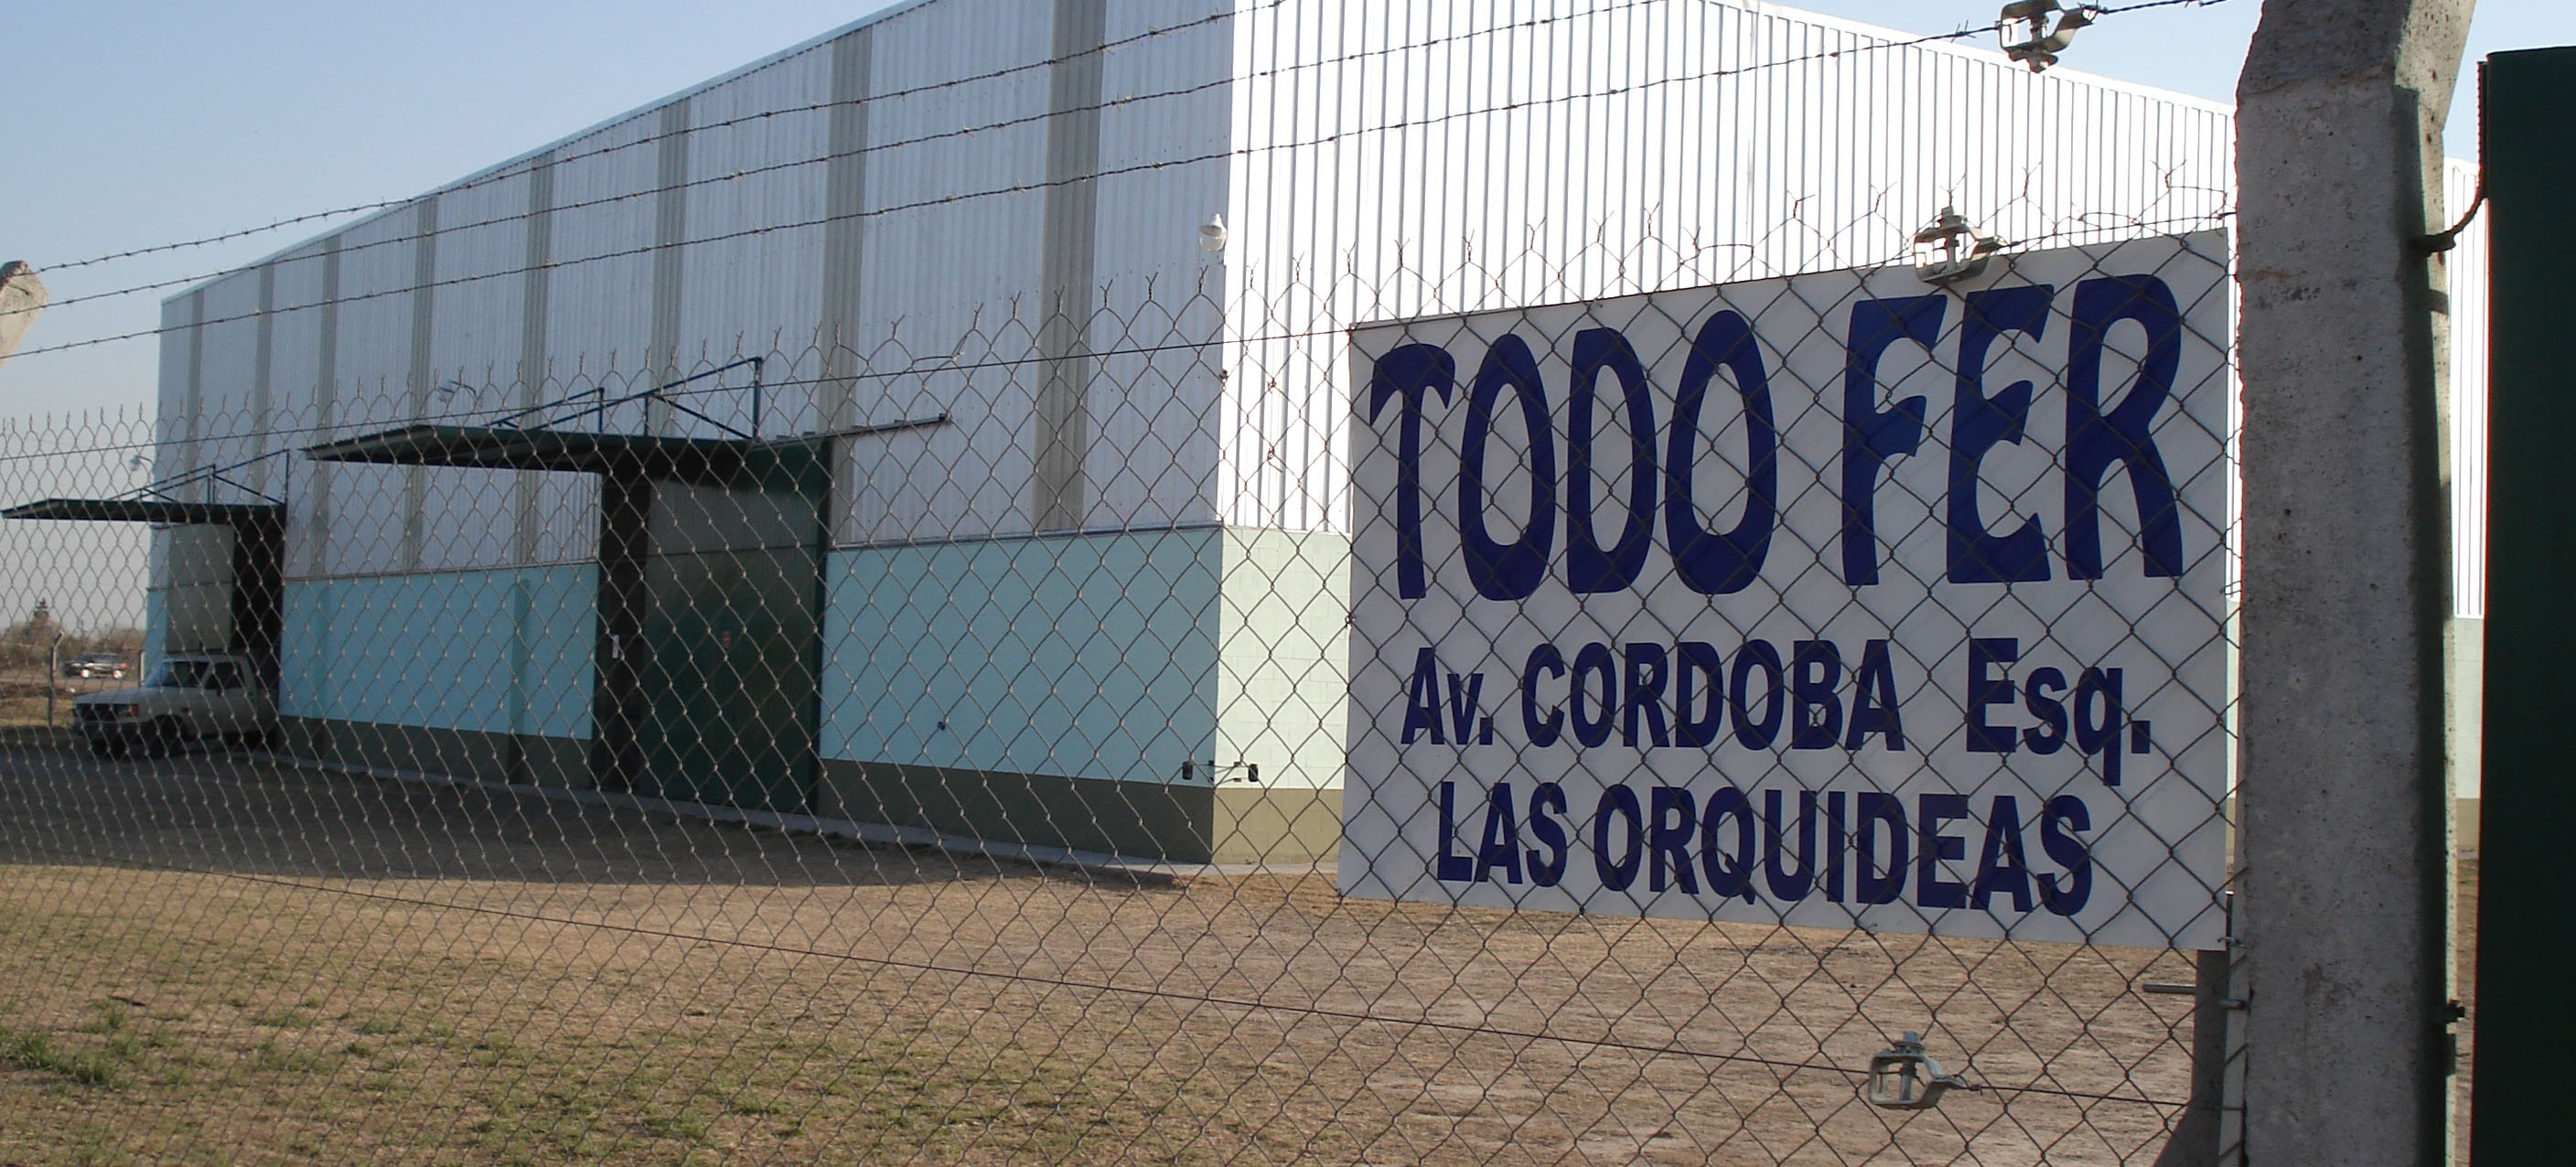 TODO FER
Av. CORDOBA Esq.
LAS ORQUIDEAS